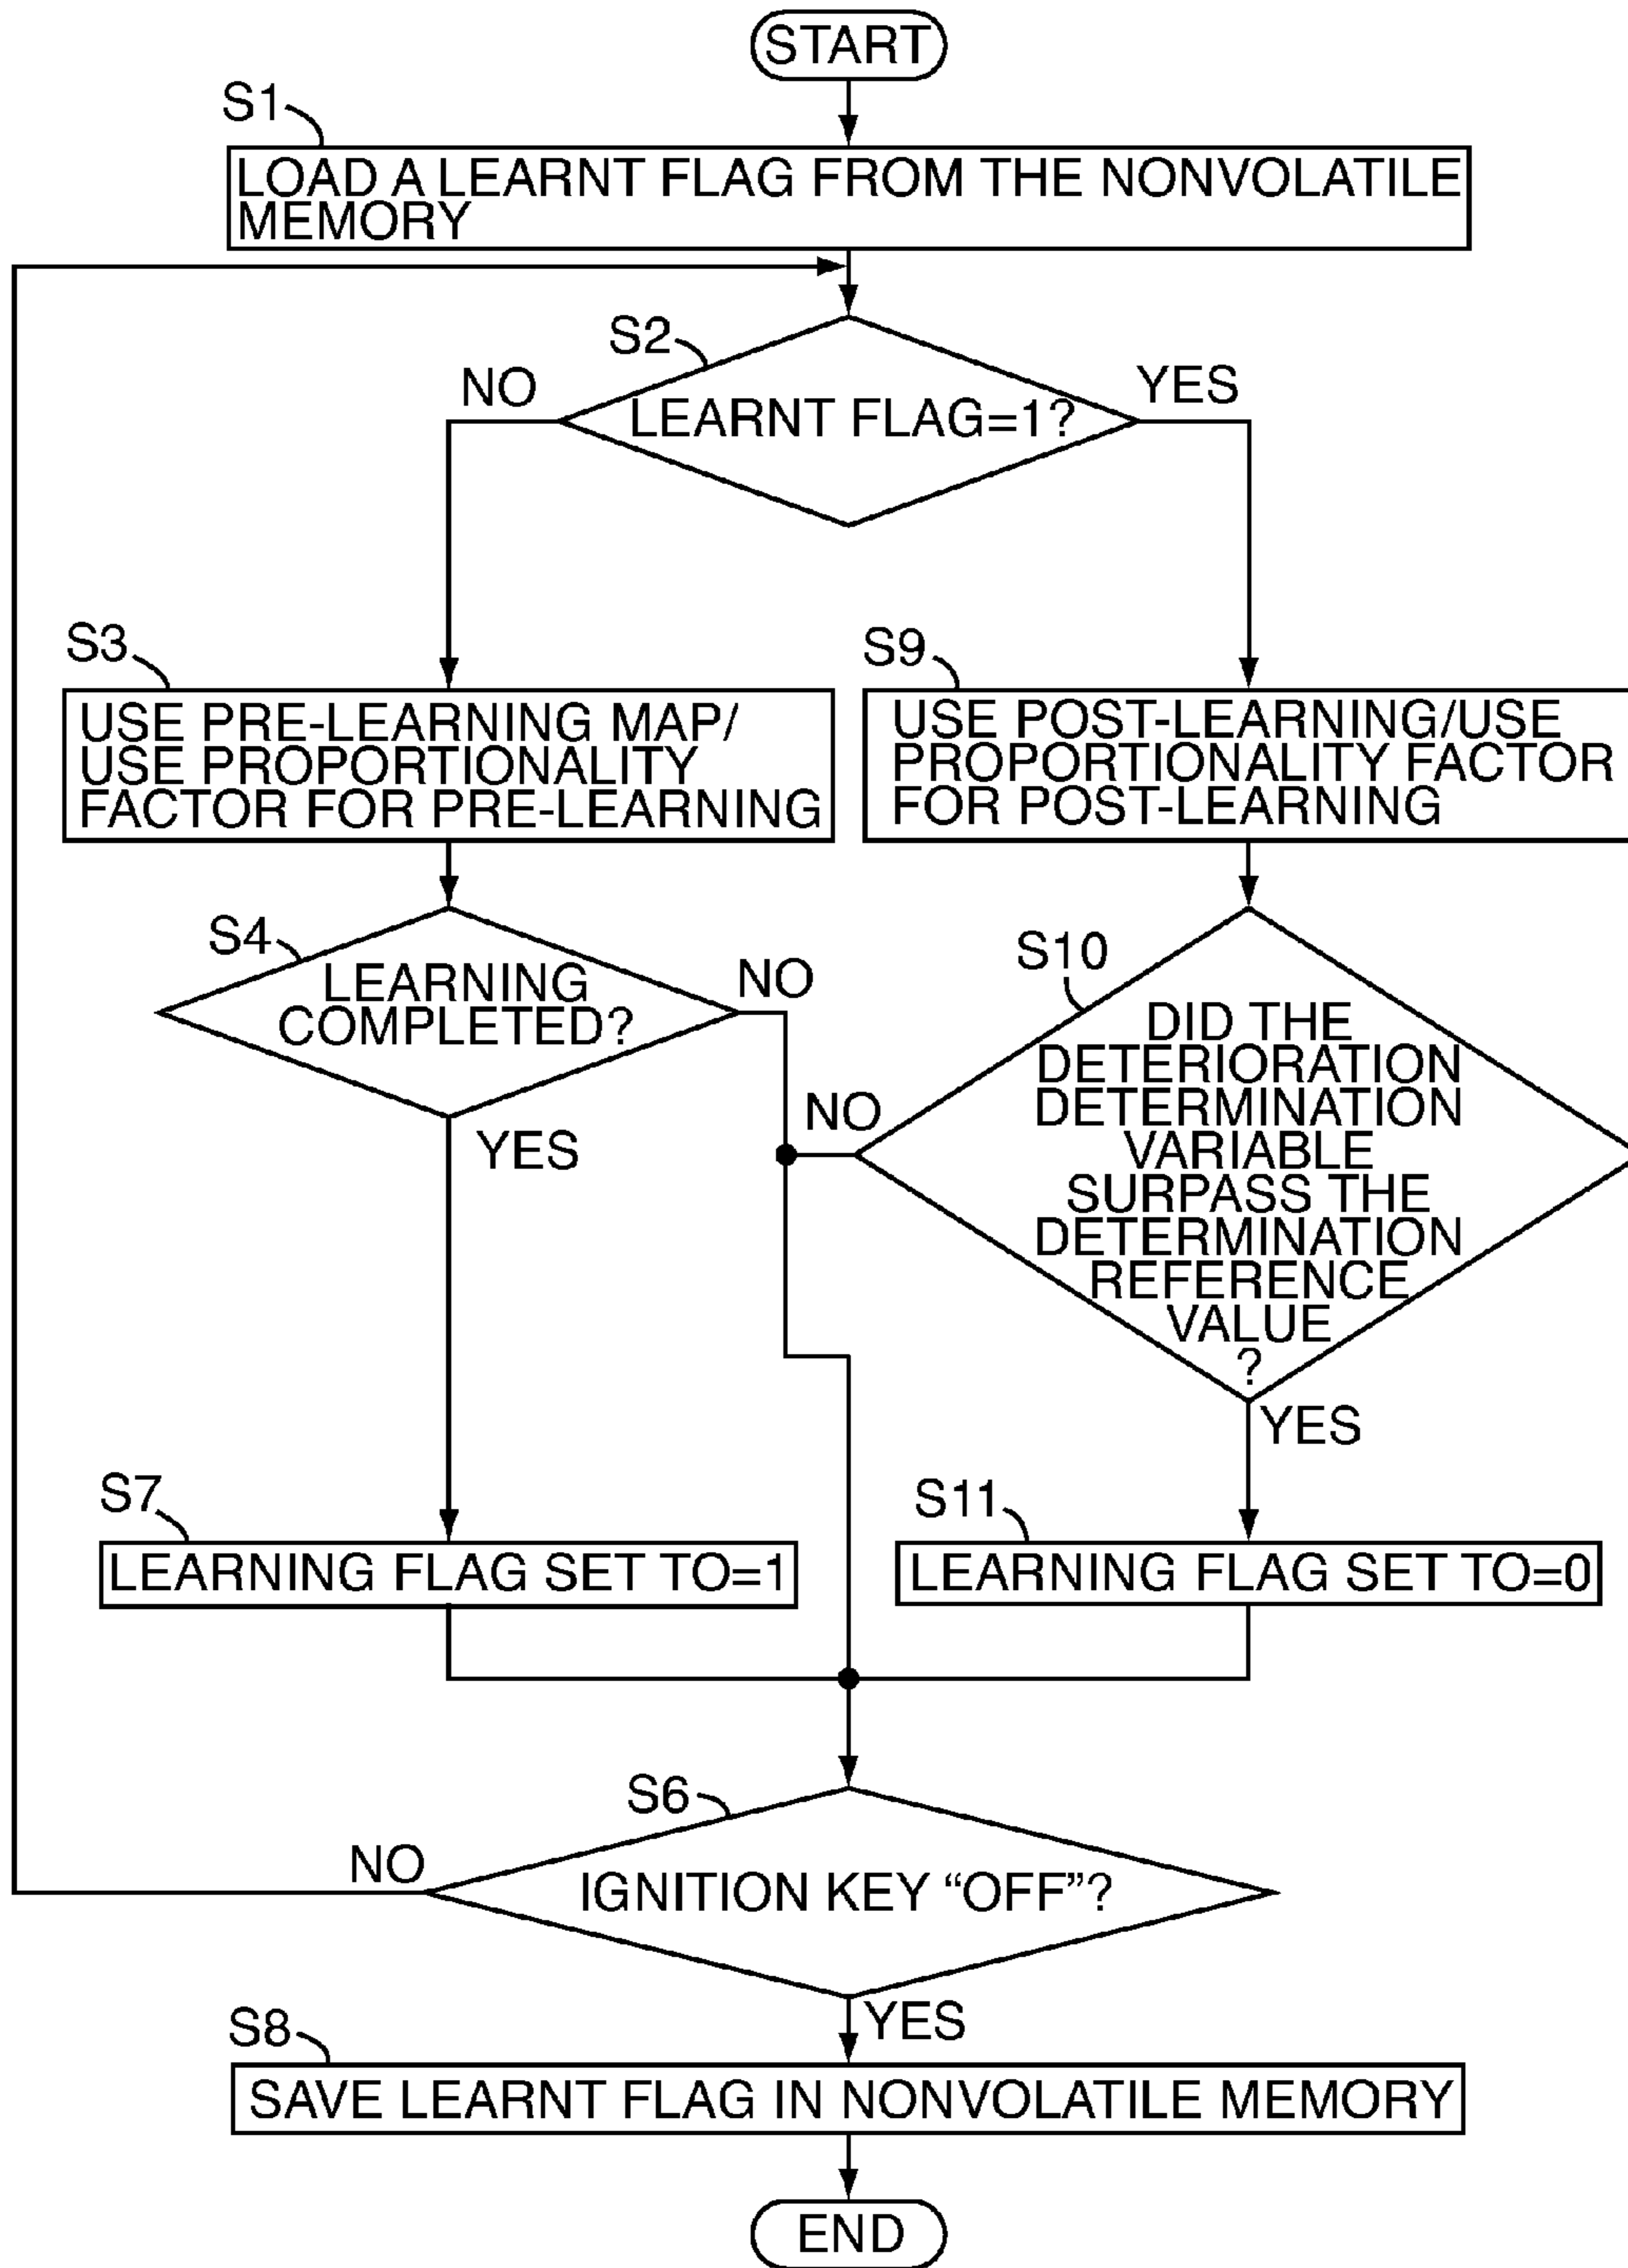 START
S1
LOAD A LEARNT FLAG FROM THE NONVOLATILE
MEMORY
S2
NO
YES
LEARNT FLAG=1?
S3
USE PRE-LEARNING MAP/
USE PROPORTIONALITY
FACTOR FOR PRE-LEARNING
S9
USE POST-LEARNING/USE
PROPORTIONALITY FACTOR
FOR POST-LEARNING
S4
LEARNING
COMPLETED?
NO
YES
S10
DID THE
DETERIORATION
DETERMINATION
VARIABLE
SURPASS THE
DETERMINATION
REFERENCE
VALUE
?
NO
YES
S7
LEARNING FLAG SET TO=1
S11
LEARNING FLAG SET TO=0
S6
NO
IGNITION KEY “OFF”?
YES
S8
SAVE LEARNT FLAG IN NONVOLATILE MEMORY
END